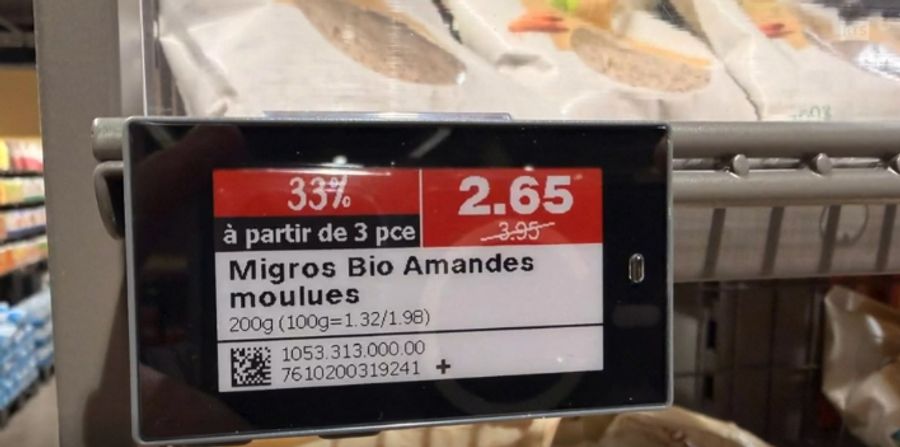 33%
2.65
à partir de 3 pce
3.95
Migros Bio Amandes
moulues
200g (100g=1.32/1.98)
1053.313.000.00
7610200319241 +
RTS